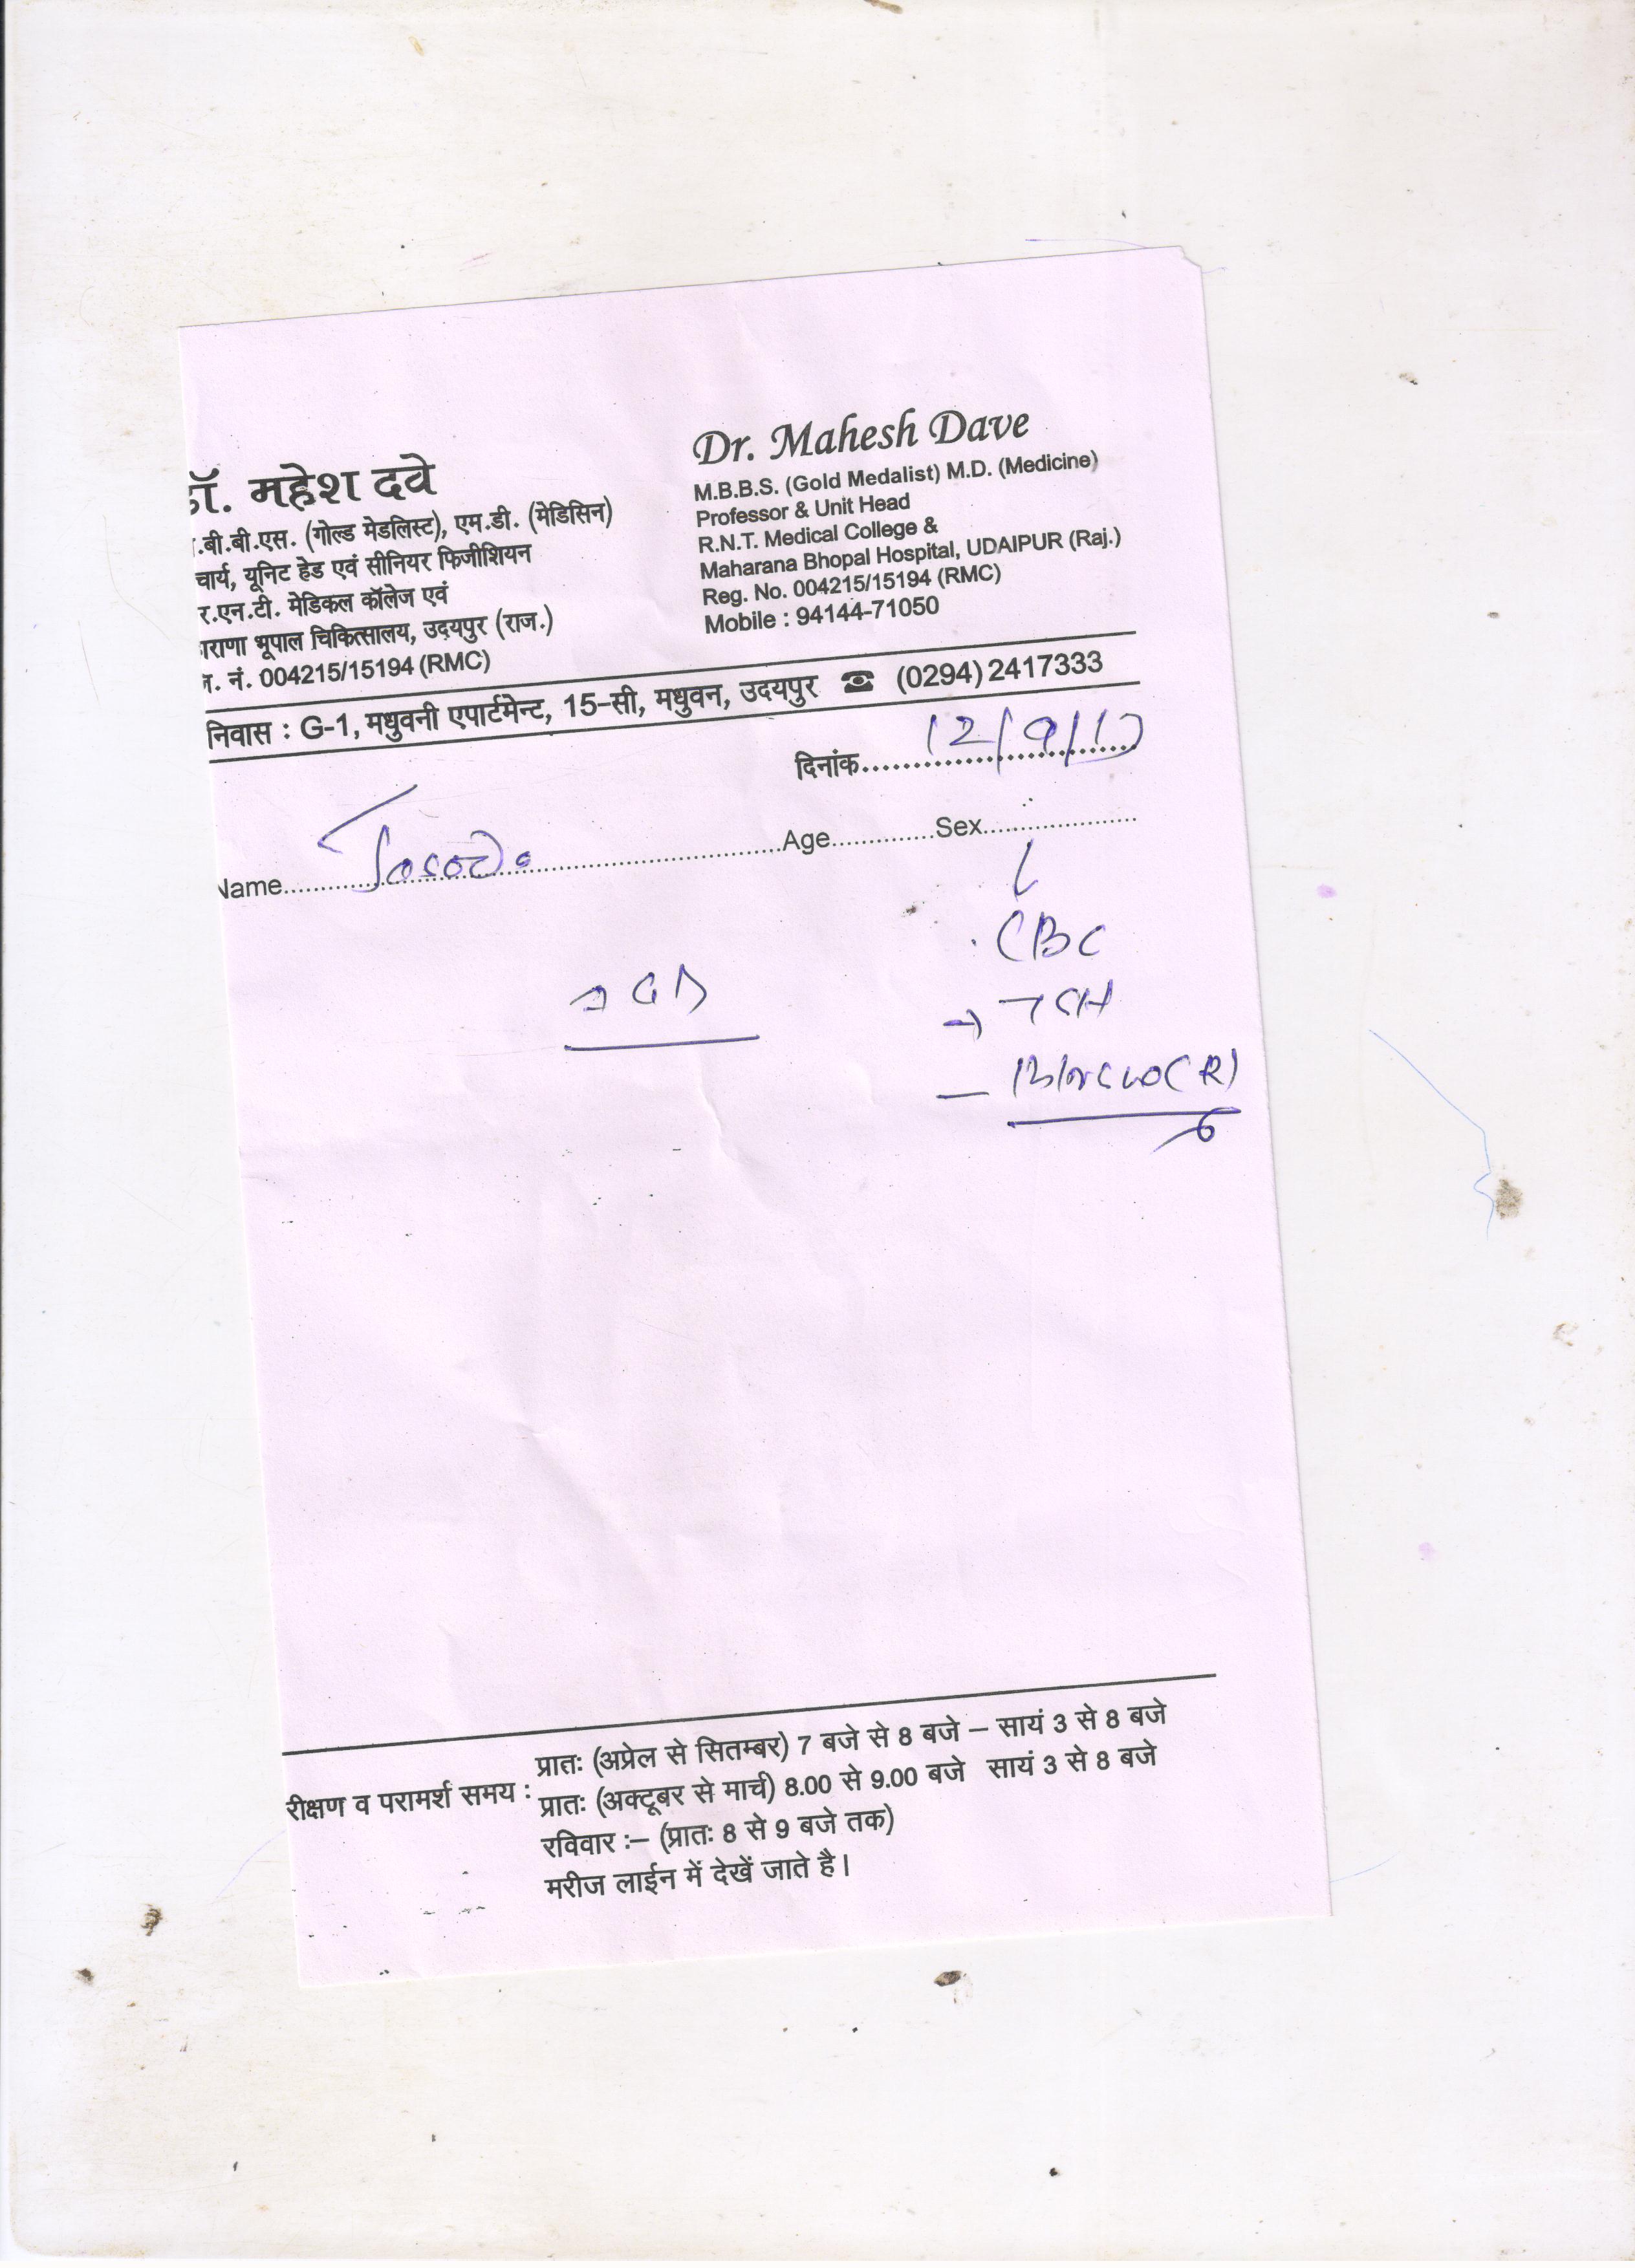 डॉ. महेश दवे
.बी.बी.एस. (गोल्ड मेडलिस्ट), एम.डी. (मेडिसिन)
चार्य, यूनिट हेड एवं सीनियर फिजीशियन
र.एन.टी. मेडिकल कॉलेज एवं
ाराणा भूपाल चिकित्सालय, उदयपुर (राज.)
. नं. 004215/15194 (RMC)
Dr. Mahesh Dave
M.B.B.S. (Gold Medalist) M.D. (Medicine)
Professor & Unit Head
R.N.T. Medical College &
Maharana Bhopal Hospital, UDAIPUR (Raj.)
Reg. No. 004215/15194 (RMC)
Mobile : 94144-71050
निवास : G-1, मधुवनी एपार्टमेन्ट, 15-सी, मधुवन, उदयपुर ☎ (0294) 2417333
दिनांक 12/9/
Name Age Sex
CBC
→ TSH
रीक्षण व परामर्श समय :
प्रातः (अप्रेल से सितम्बर) 7 बजे से 8 बजे – सायं 3 से 8 बजे
प्रातः (अक्टूबर से मार्च) 8.00 से 9.00 बजे सायं 3 से 8 बजे
रविवार :– (प्रातः 8 से 9 बजे तक)
मरीज लाईन में देखें जाते है।